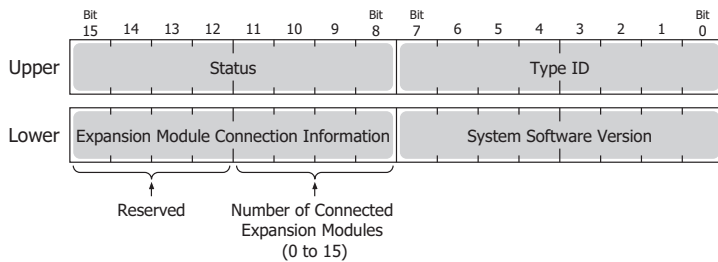 Bit Bit Bit Bit
15 14 13 12 11 10 9 8 7 6 5 4 3 2 1 0
Upper Status Type ID
Lower Expansion Module Connection Information System Software Version
Reserved Number of Connected
Expansion Modules
(0 to 15)